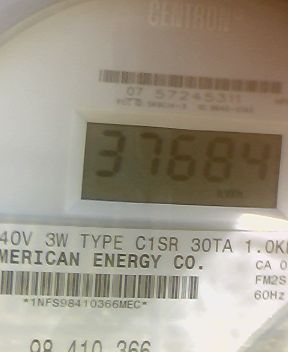 CENTRON
07 57245311
37684
kWh
40V 3W TYPE C1SR 30TA 1.0K
MERICAN ENERGY CO.
CA 0
FM2S
60Hz
*1NFS98410366MEC*
98 410 366